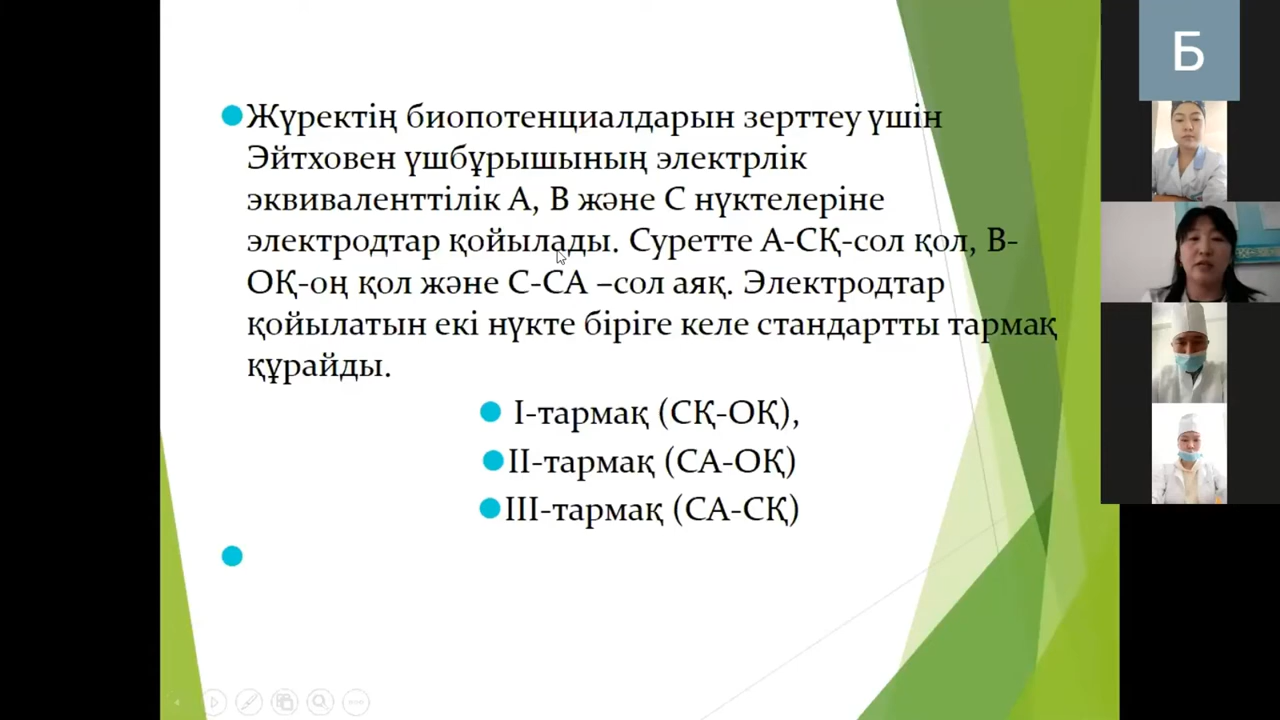 Жүректің биопотенциалдарын зерттеу үшін
Эйтховен үшбұрышының электрлік
эквиваленттілік А, В және С нүктелеріне
электродтар қойылады. Суретте А-СҚ-сол қол, В-
ОҚ-оң қол және С-СА –сол аяқ. Электродтар
қойылатын екі нүкте біріге келе стандартты тармақ
құрайды.
I-тармақ (СҚ-ОҚ),
II-тармақ (СА-ОҚ)
III-тармақ (СА-СҚ)
Б